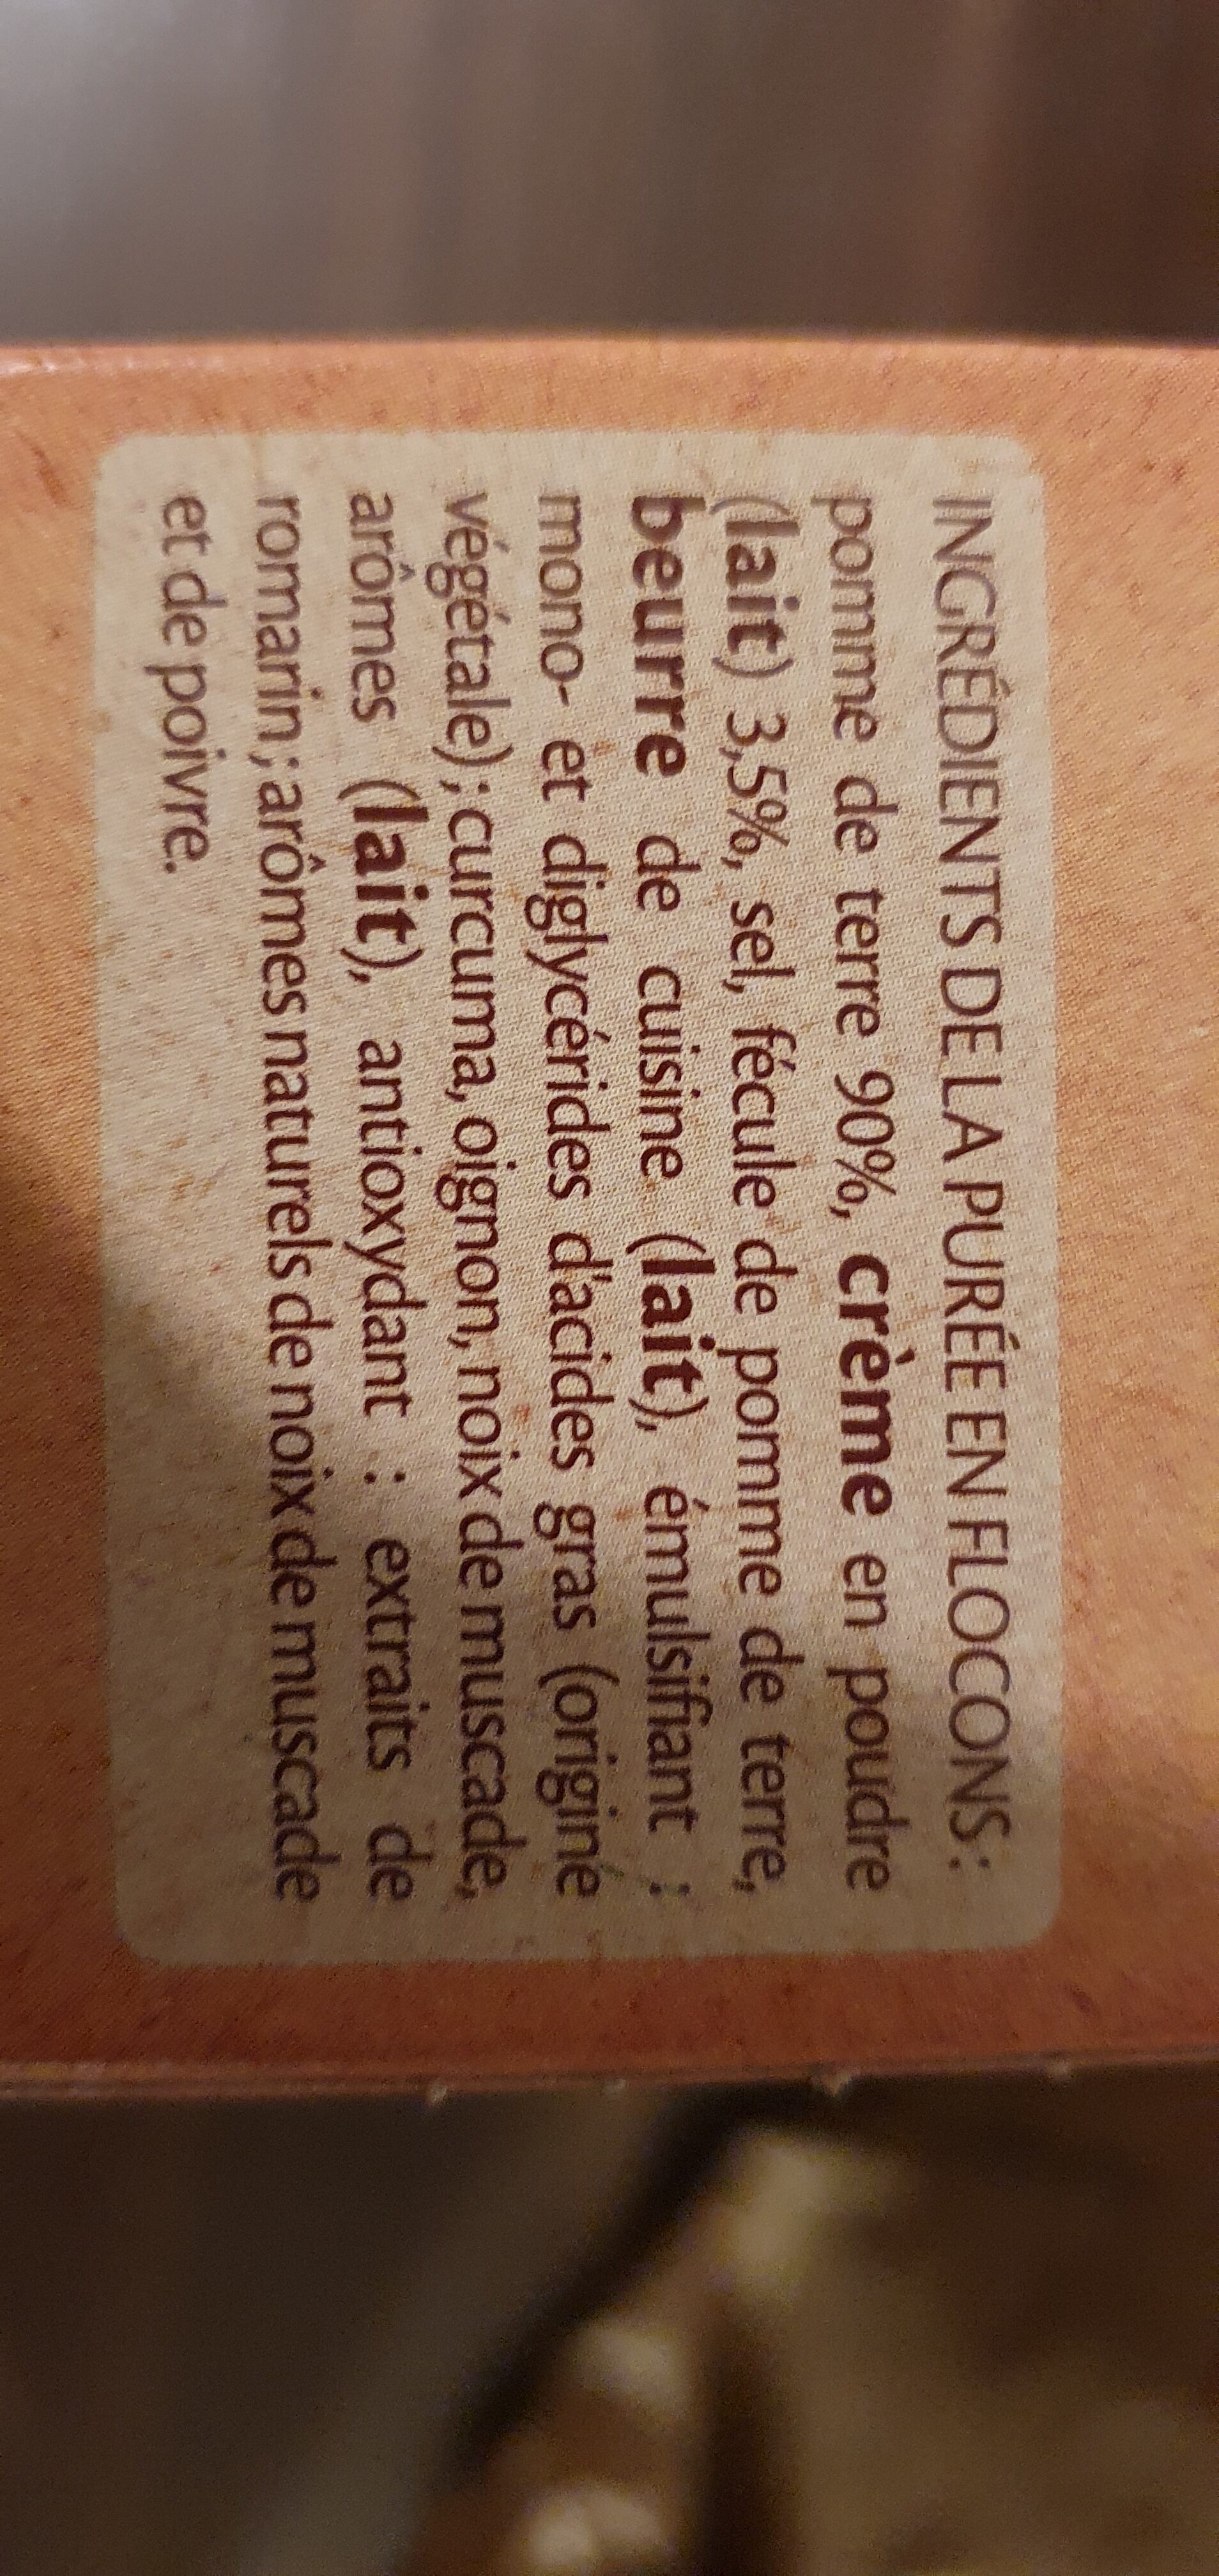 INGRÉDIENTS DE LA PURÉE EN FLOCONS :
pomme de terre 90%, crème en poudre
(lait) 3,5%, sel, fécule de pomme de terre,
beurre de cuisine (lait), émulsifiant :
mono- et diglycérides d'acides gras (origine
végétale) ; curcuma, oignon, noix de muscade,
arômes (lait), antioxydant : extraits de
romarin ; arômes naturels de noix de muscade
et de poivre.